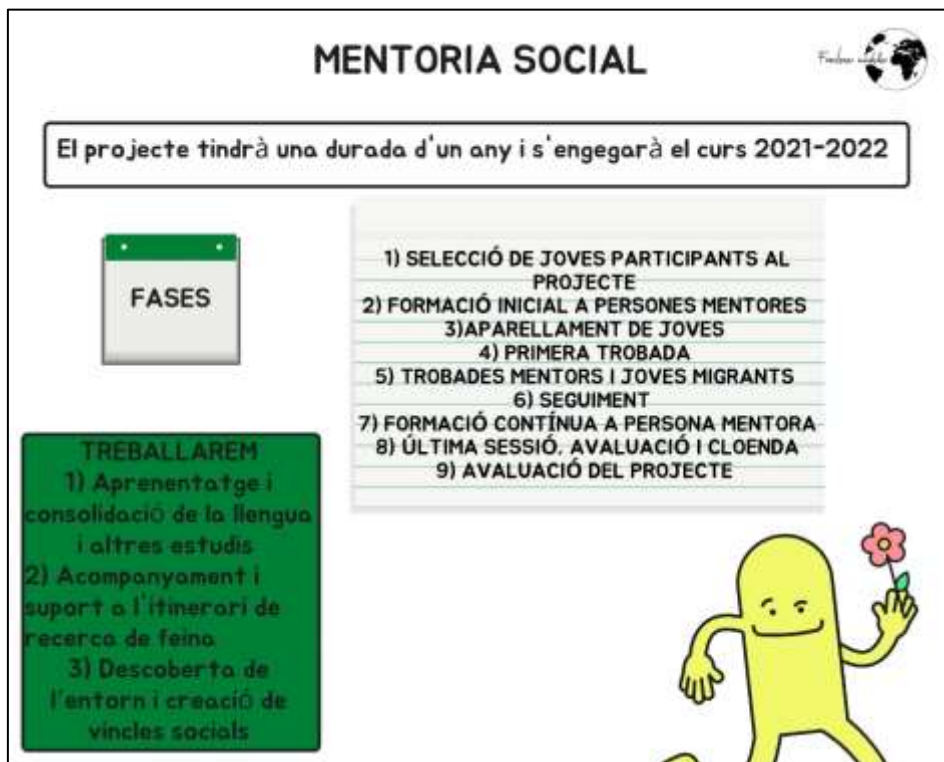 MENTORIA SOCIAL
El projecte tindrà una durada d'un any i s'engegarà el curs 2021-2022
FASES
1) SELECCIÓ DE JOVES PARTICIPANTS AL
PROJECTE
2) FORMACIÓ INICIAL A PERSONES MENTORES
3)APARELLAMENT DE JOVES
4) PRIMERA TROBADA
5) TROBADES MENTORS I JOVES MIGRANTS
6) SEGUIMENT
7) FORMACIÓ CONTÍNUA A PERSONA MENTORA
8) ÚLTIMA SESSIÓ, AVALUACIÓ I CLOENDA
9) AVALUACIÓ DEL PROJECTE
TREBALLAREM
1) Aprenentatge i
consolidació de la llengua
i altres estudis
2) Acompanyament i
suport a l'itinerari de
recerca de feina
3) Descoberta de
l'entorn i creació de
vincles socials